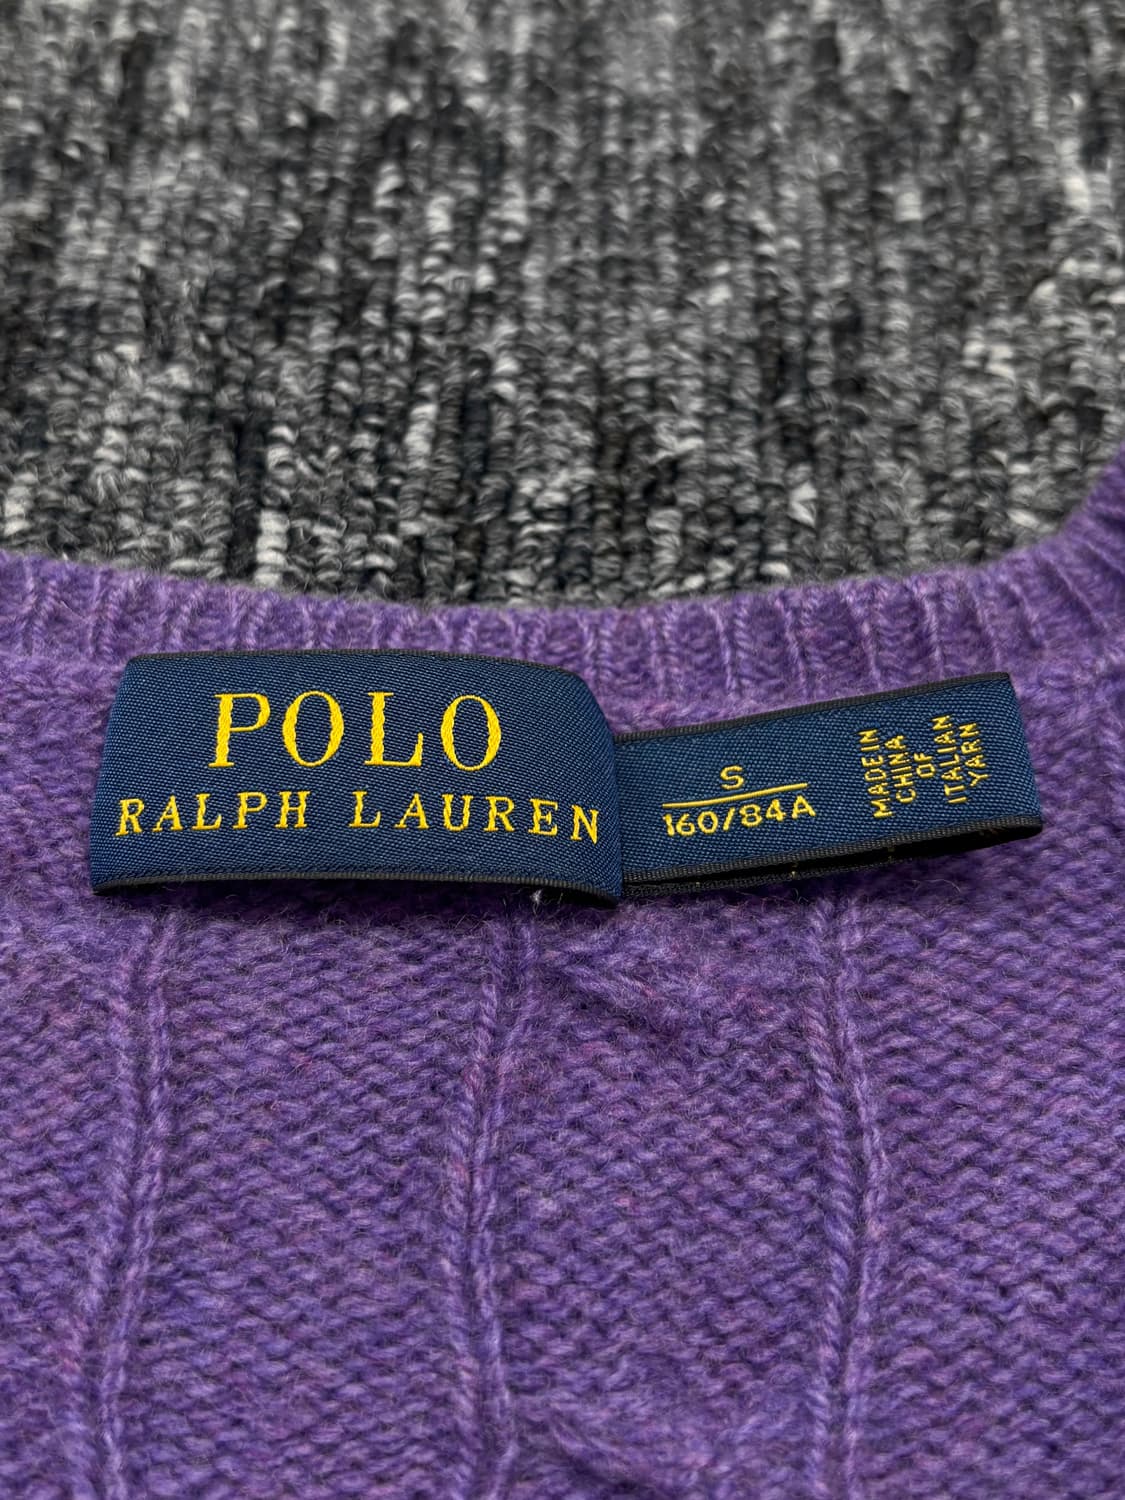 POLO
RALPH LAUREN
S
160/84A
MADE IN
CHINA
OF
ITALIAN
YARN